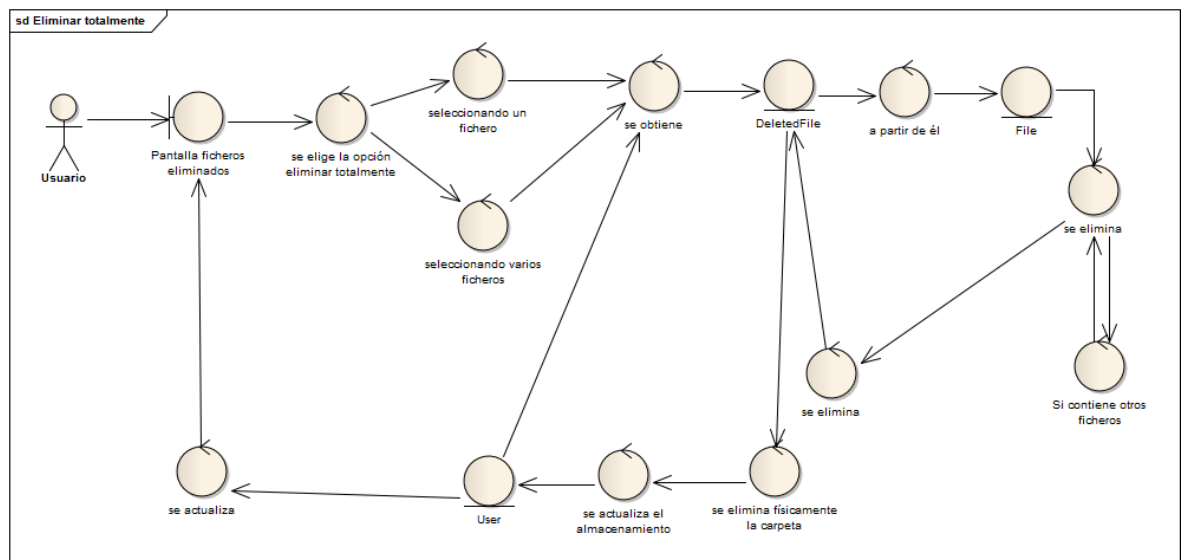 sd Eliminar totalmente
Usuario
Pantalla ficheros
eliminados
se elige la opción
eliminar totalmente
seleccionando un
fichero
seleccionando varios
ficheros
se obtiene
DeletedFile
a partir de él
File
se elimina
Si contiene otros
ficheros
se elimina
se elimina físicamente
la carpeta
se actualiza el
almacenamiento
User
se actualiza